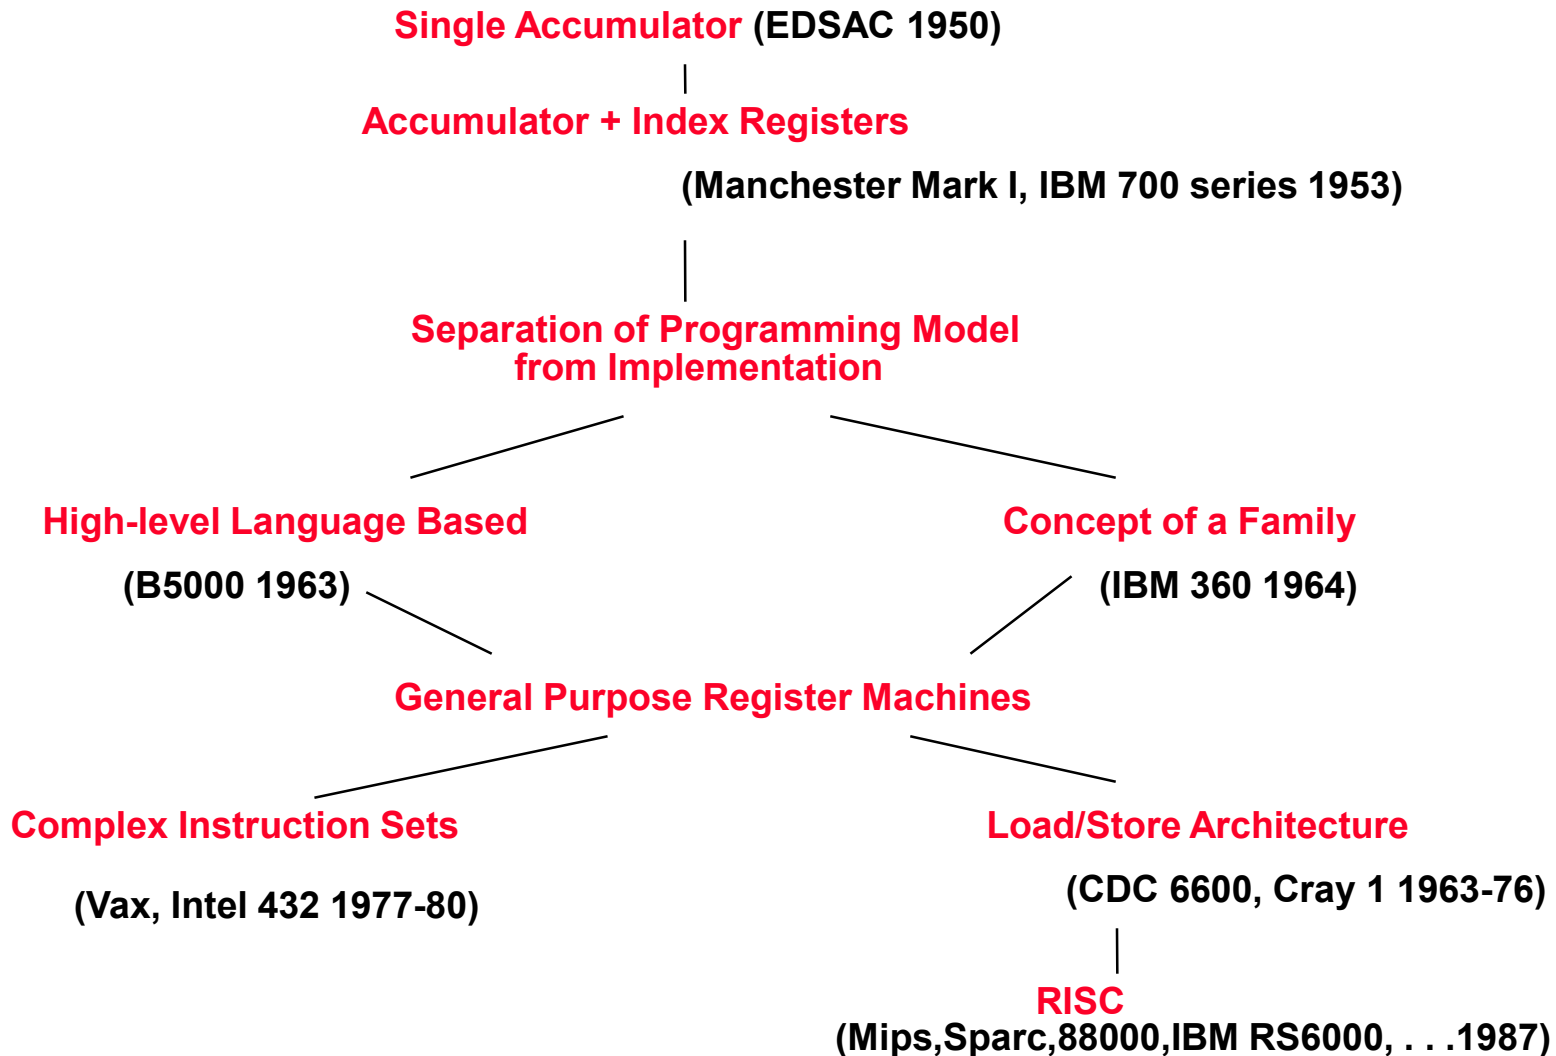 Single Accumulator (EDSAC 1950)
Accumulator + Index Registers
(Manchester Mark I, IBM 700 series 1953)
Separation of Programming Model
from Implementation
High-level Language Based
Concept of a Family
(B5000 1963)
(IBM 360 1964)
General Purpose Register Machines
Complex Instruction Sets
Load/Store Architecture
(Vax, Intel 432 1977-80)
(CDC 6600, Cray 1 1963-76)
RISC
(Mips,Sparc,88000,IBM RS6000, . . .1987)